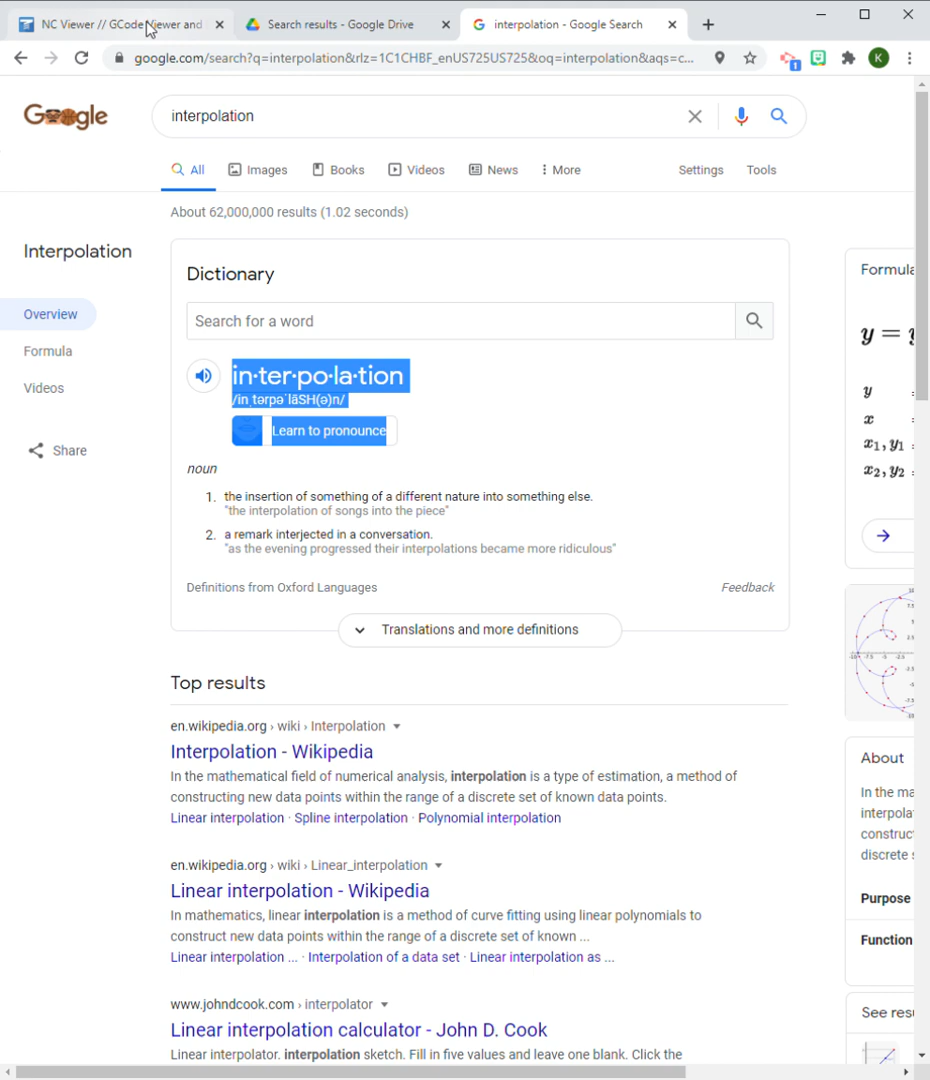 NC Viewer // GCode Viewer and
Search results - Google Drive
interpolation - Google Search
google.com/search?q=interpolation&rlz=1C1CHBF_enUS725US725&oq=interpolation&aqs=c...
1
K
Google
interpolation
All
Images
Books
Videos
News
More
Settings
Tools
About 62,000,000 results (1.02 seconds)
Interpolation
Overview
Formula
Videos
Share
Dictionary
Search for a word
in·ter·po·la·tion
/inˌtərpəˈlāSH(ə)n/
Learn to pronounce
noun
1. the insertion of something of a different nature into something else.
"the interpolation of songs into the piece"
2. a remark interjected in a conversation.
"as the evening progressed their interpolations became more ridiculous"
Definitions from Oxford Languages
Feedback
Translations and more definitions
Top results
en.wikipedia.org › wiki › Interpolation
Interpolation - Wikipedia
In the mathematical field of numerical analysis, interpolation is a type of estimation, a method of
constructing new data points within the range of a discrete set of known data points.
Linear interpolation · Spline interpolation · Polynomial interpolation
en.wikipedia.org › wiki › Linear_interpolation
Linear interpolation - Wikipedia
In mathematics, linear interpolation is a method of curve fitting using linear polynomials to
construct new data points within the range of a discrete set of known ...
Linear interpolation ... · Interpolation of a data set · Linear interpolation as ...
www.johndcook.com › interpolator
Linear interpolation calculator - John D. Cook
Linear interpolator. interpolation sketch. Fill in five values and leave one blank. Click the
Formula
y = y
y =
x =
x₁, y₁ =
x₂, y₂ =
About
In the ma
interpola
construc
discrete s
Purpose
Function
See resu